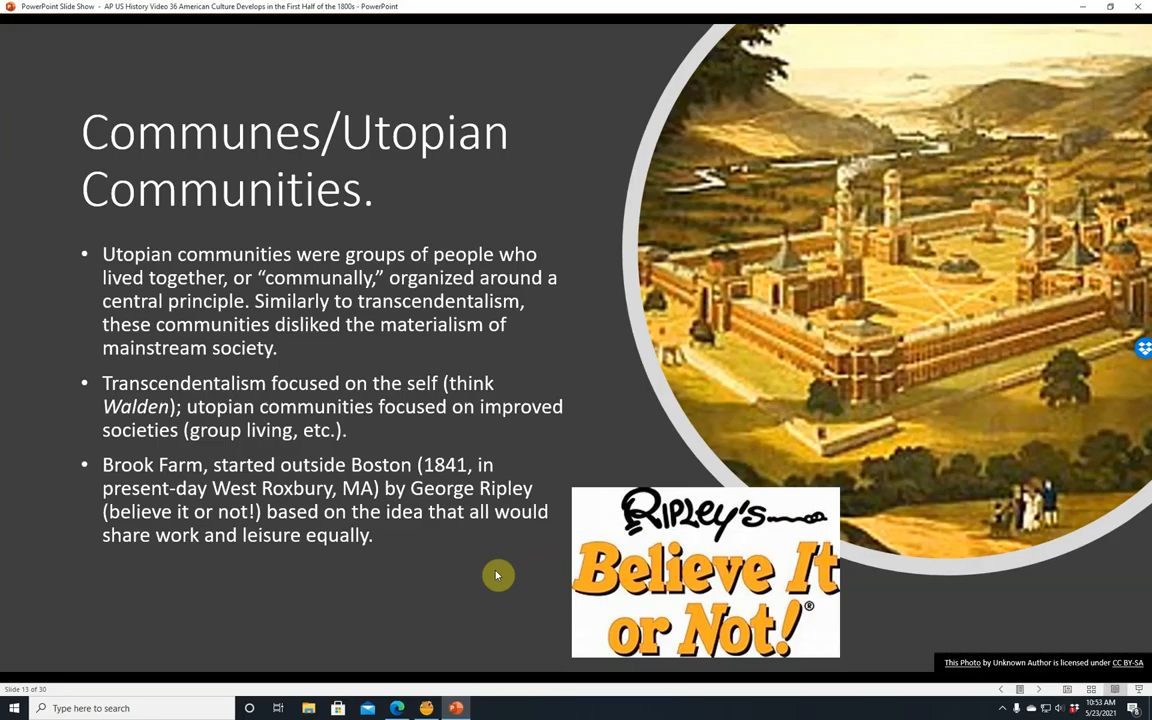 PowerPoint Slide Show - AP US History Video 36 American Culture Develops in the First Half of the 1800s - PowerPoint
Communes/Utopian
Communities.
• Utopian communities were groups of people who
lived together, or “communally,” organized around a
central principle. Similarly to transcendentalism,
these communities disliked the materialism of
mainstream society.
• Transcendentalism focused on the self (think
Walden); utopian communities focused on improved
societies (group living, etc.).
• Brook Farm, started outside Boston (1841, in
present-day West Roxbury, MA) by George Ripley
(believe it or not!) based on the idea that all would
share work and leisure equally.
Ripley's
Believe It
or Not!®
This Photo by Unknown Author is licensed under CC BY-SA
Slide 13 of 30
Type here to search
10:53 AM
5/23/2021